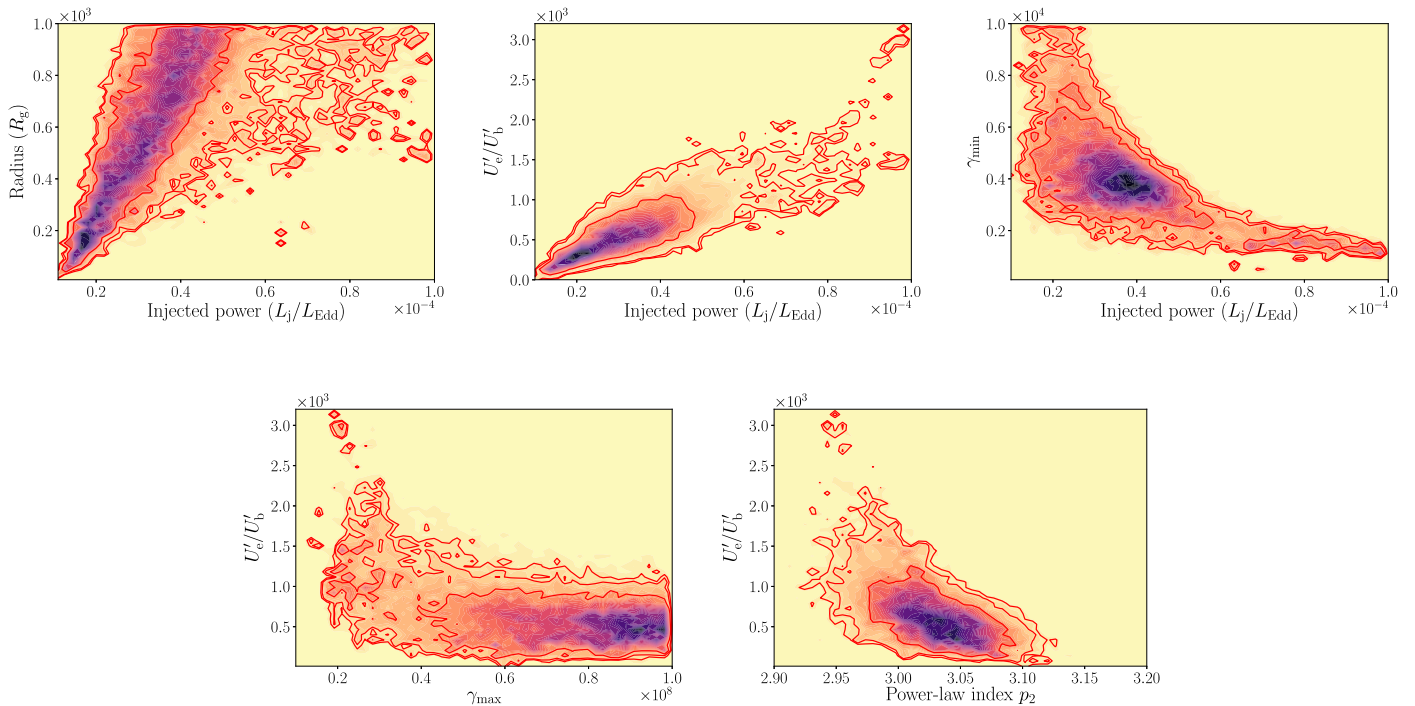 ×10³
1.0
0.8
0.6
0.4
0.2
Radius (R_g)
0.2 0.4 0.6 0.8 1.0
Injected power (L_j/L_Edd)
×10⁻⁴
×10³
3.0
2.5
2.0
1.5
1.0
0.5
0.0
U′_e/U′_b
0.2 0.4 0.6 0.8 1.0
Injected power (L_j/L_Edd)
×10⁻⁴
×10⁴
1.0
0.8
0.6
0.4
0.2
γ_min
0.2 0.4 0.6 0.8 1.0
Injected power (L_j/L_Edd)
×10⁻⁴
×10³
3.0
2.5
2.0
1.5
1.0
0.5
U′_e/U′_b
0.2 0.4 0.6 0.8 1.0
γ_max
×10⁸
×10³
3.0
2.5
2.0
1.5
1.0
0.5
U′_e/U′_b
2.90 2.95 3.00 3.05 3.10 3.15 3.20
Power-law index p₂